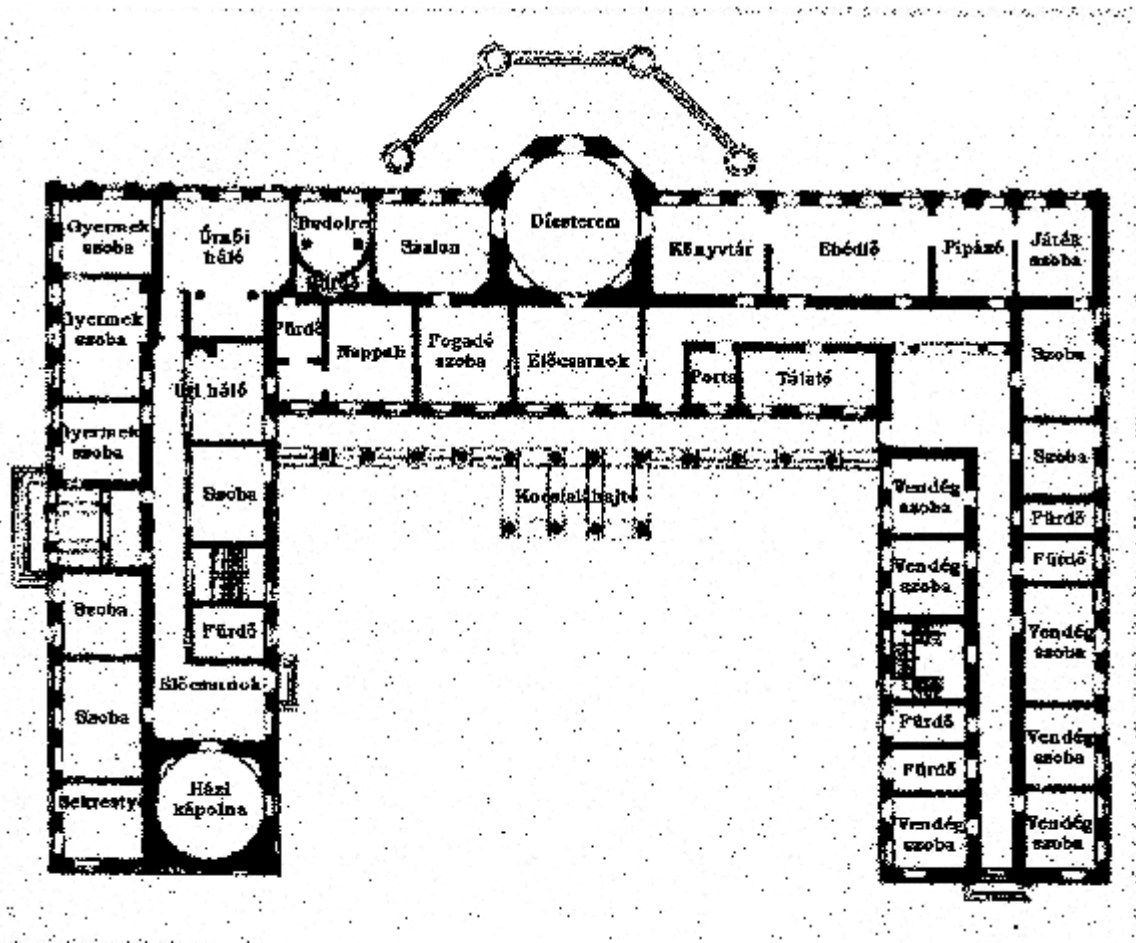 Gyermek
szoba
Úrnői
háló
Budoire
Fürdő
Szalon
Díszterem
Könyvtár
Ebédlő
Pipázó
Játék
szoba
Gyermek
szoba
Fürdő
Nappali
Fogadó
szoba
Előcsarnok
Porta
Tálaló
Szoba
Úri háló
Gyermek
szoba
Szoba
Szoba
Kocsialáhajtó
Vendég
szoba
Fürdő
Vendég
szoba
Fürdő
Szoba
Fürdő
Vendég
szoba
Előcsarnok
Szoba
Fürdő
Vendég
szoba
Fürdő
Házi
kápolna
Sekrestye
Vendég
szoba
Vendég
szoba